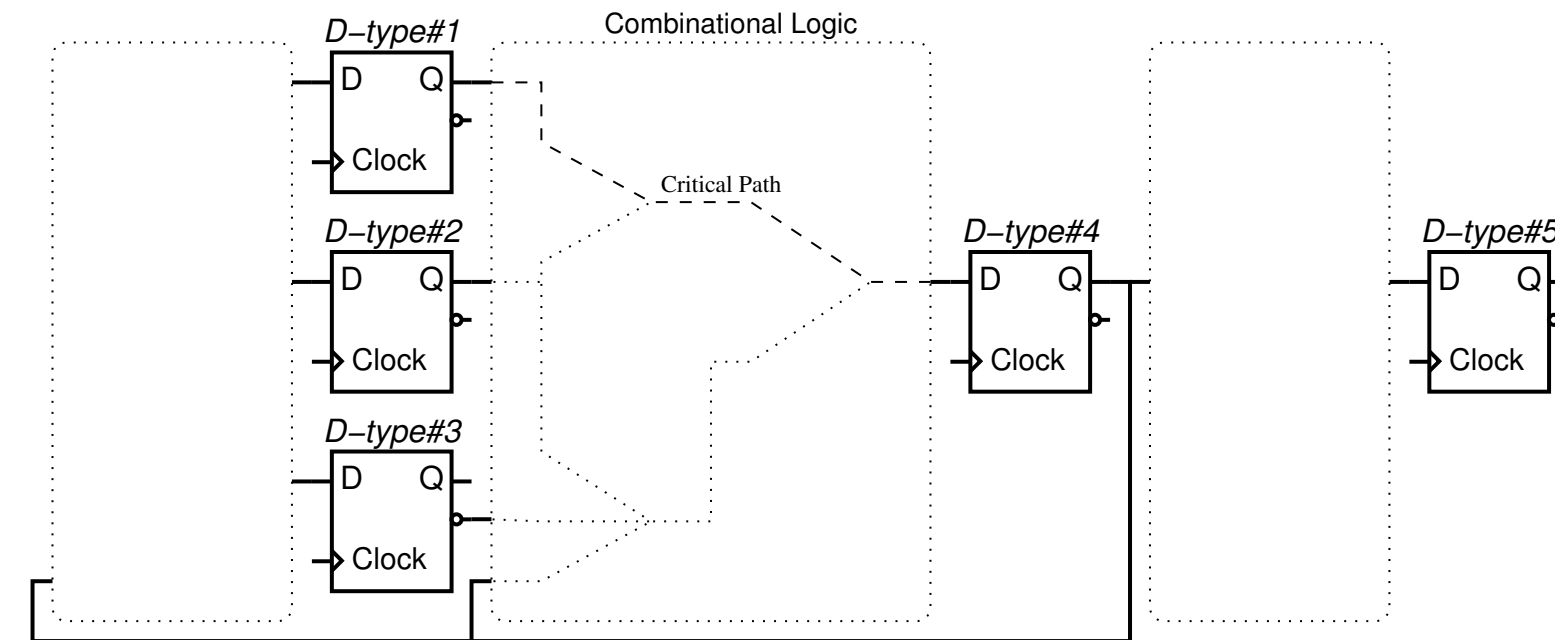 Combinational Logic
D−type#1
D Q
Clock
Critical Path
D−type#2
D Q
Clock
D−type#4
D Q
Clock
D−type#5
D Q
Clock
D−type#3
D Q
Clock